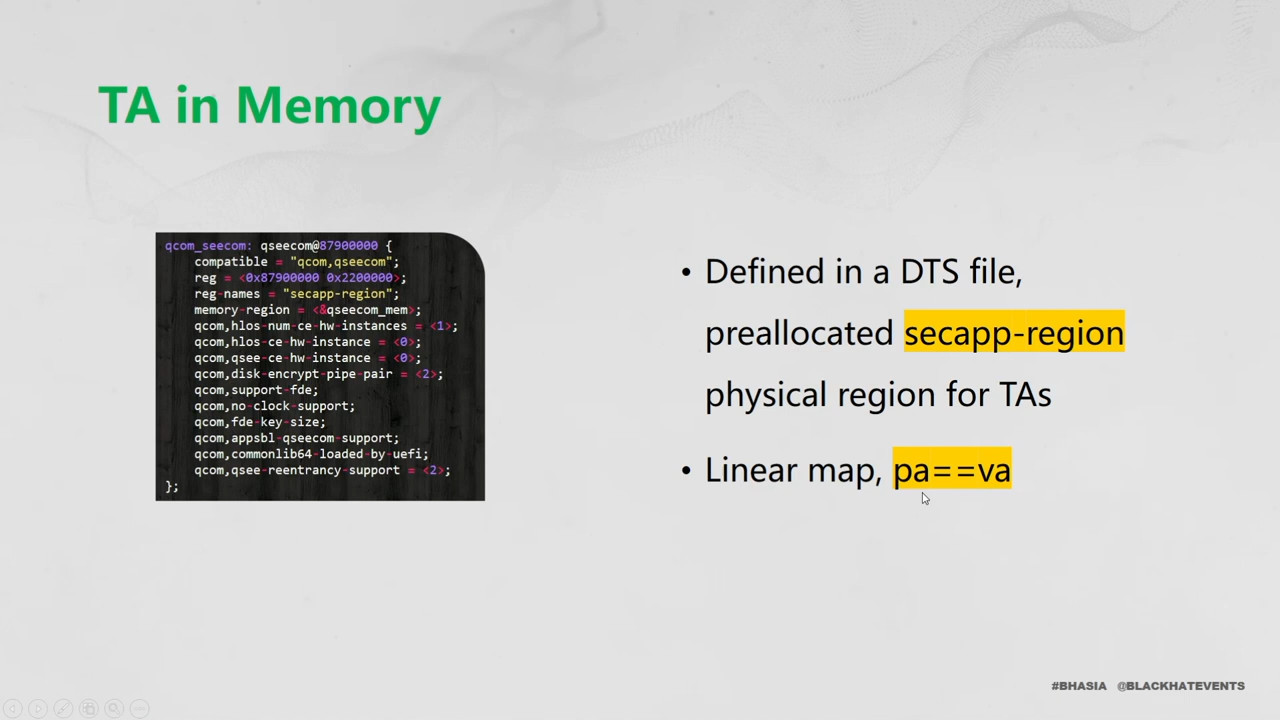 TA in Memory
qcom_seecom: qseecom@87900000 {
compatible = "qcom,qseecom";
reg = <0x87900000 0x2200000>;
reg-names = "secapp-region";
memory-region = <&qseecom_mem>;
qcom,hlos-num-ce-hw-instances = <1>;
qcom,hlos-ce-hw-instance = <0>;
qcom,qsee-ce-hw-instance = <0>;
qcom,disk-encrypt-pipe-pair = <2>;
qcom,support-fde;
qcom,no-clock-support;
qcom,fde-key-size;
qcom,appsbl-qseecom-support;
qcom,commonlib64-loaded-by-uefi;
qcom,qsee-reentrancy-support = <2>;
};
• Defined in a DTS file,
preallocated secapp-region
physical region for TAs
• Linear map, pa==va
#BHASIA @BLACKHATEVENTS